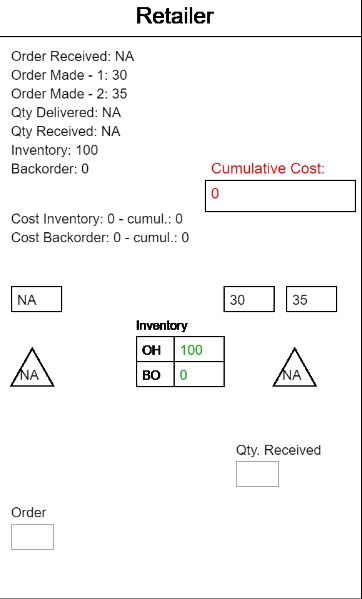 Retailer
Order Received: NA
Order Made - 1: 30
Order Made - 2: 35
Qty Delivered: NA
Qty Received: NA
Inventory: 100
Backorder: 0
Cumulative Cost:
0
Cost Inventory: 0 - cumul.: 0
Cost Backorder: 0 - cumul.: 0
NA 30 35
Inventory
OH 100
BO 0
NA NA
Qty. Received
Order